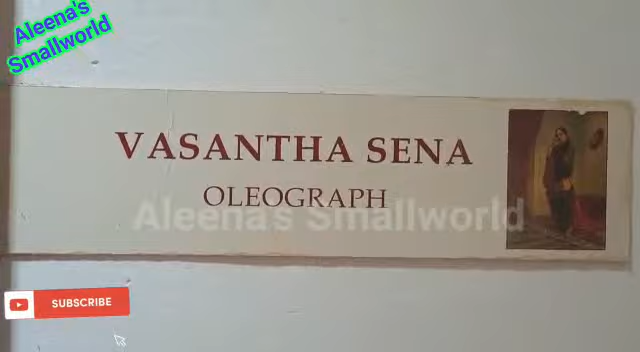 Aleena's
Smallworld
VASANTHA SENA
OLEOGRAPH
Aleena's Smallworld
SUBSCRIBE